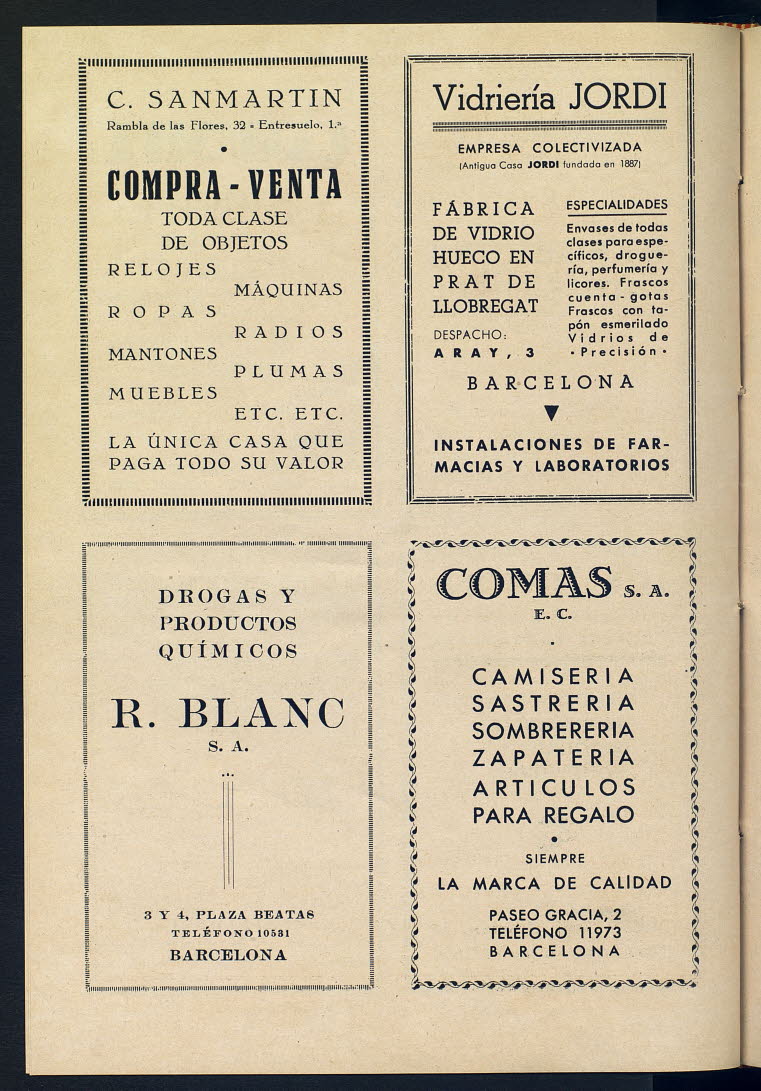 C. SANMARTIN
Rambla de las Flores, 32 - Entresuelo, 1.ª
COMPRA - VENTA
TODA CLASE
DE OBJETOS
RELOJES
MÁQUINAS
ROPAS
RADIOS
MANTONES
PLUMAS
MUEBLES
ETC. ETC.
LA ÚNICA CASA QUE
PAGA TODO SU VALOR
Vidriería JORDI
EMPRESA COLECTIVIZADA
(Antigua Casa JORDI fundada en 1887)
FÁBRICA
DE VIDRIO
HUECO EN
PRAT DE
LLOBREGAT
DESPACHO:
ARAY, 3
ESPECIALIDADES
Envases de todas
clases para espe-
cíficos, drogue-
ría, perfumería y
licores. Frascos
cuenta - gotas
Frascos con ta-
pón esmerilado
Vidrios de
• Precisión •
BARCELONA
INSTALACIONES DE FAR-
MACIAS Y LABORATORIOS
DROGAS Y
PRODUCTOS
QUÍMICOS
R. BLANC
S. A.
3 Y 4, PLAZA BEATAS
TELÉFONO 10581
BARCELONA
COMAS S. A.
E. C.
CAMISERIA
SASTRERIA
SOMBRERERIA
ZAPATERIA
ARTICULOS
PARA REGALO
SIEMPRE
LA MARCA DE CALIDAD
PASEO GRACIA, 2
TELÉFONO 11973
BARCELONA